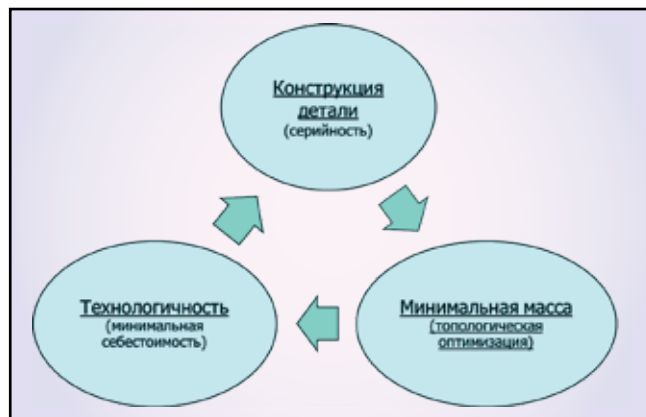 Конструкция
детали
(серийность)
Технологичность
(минимальная
себестоимость)
Минимальная масса
(топологическая
оптимизация)